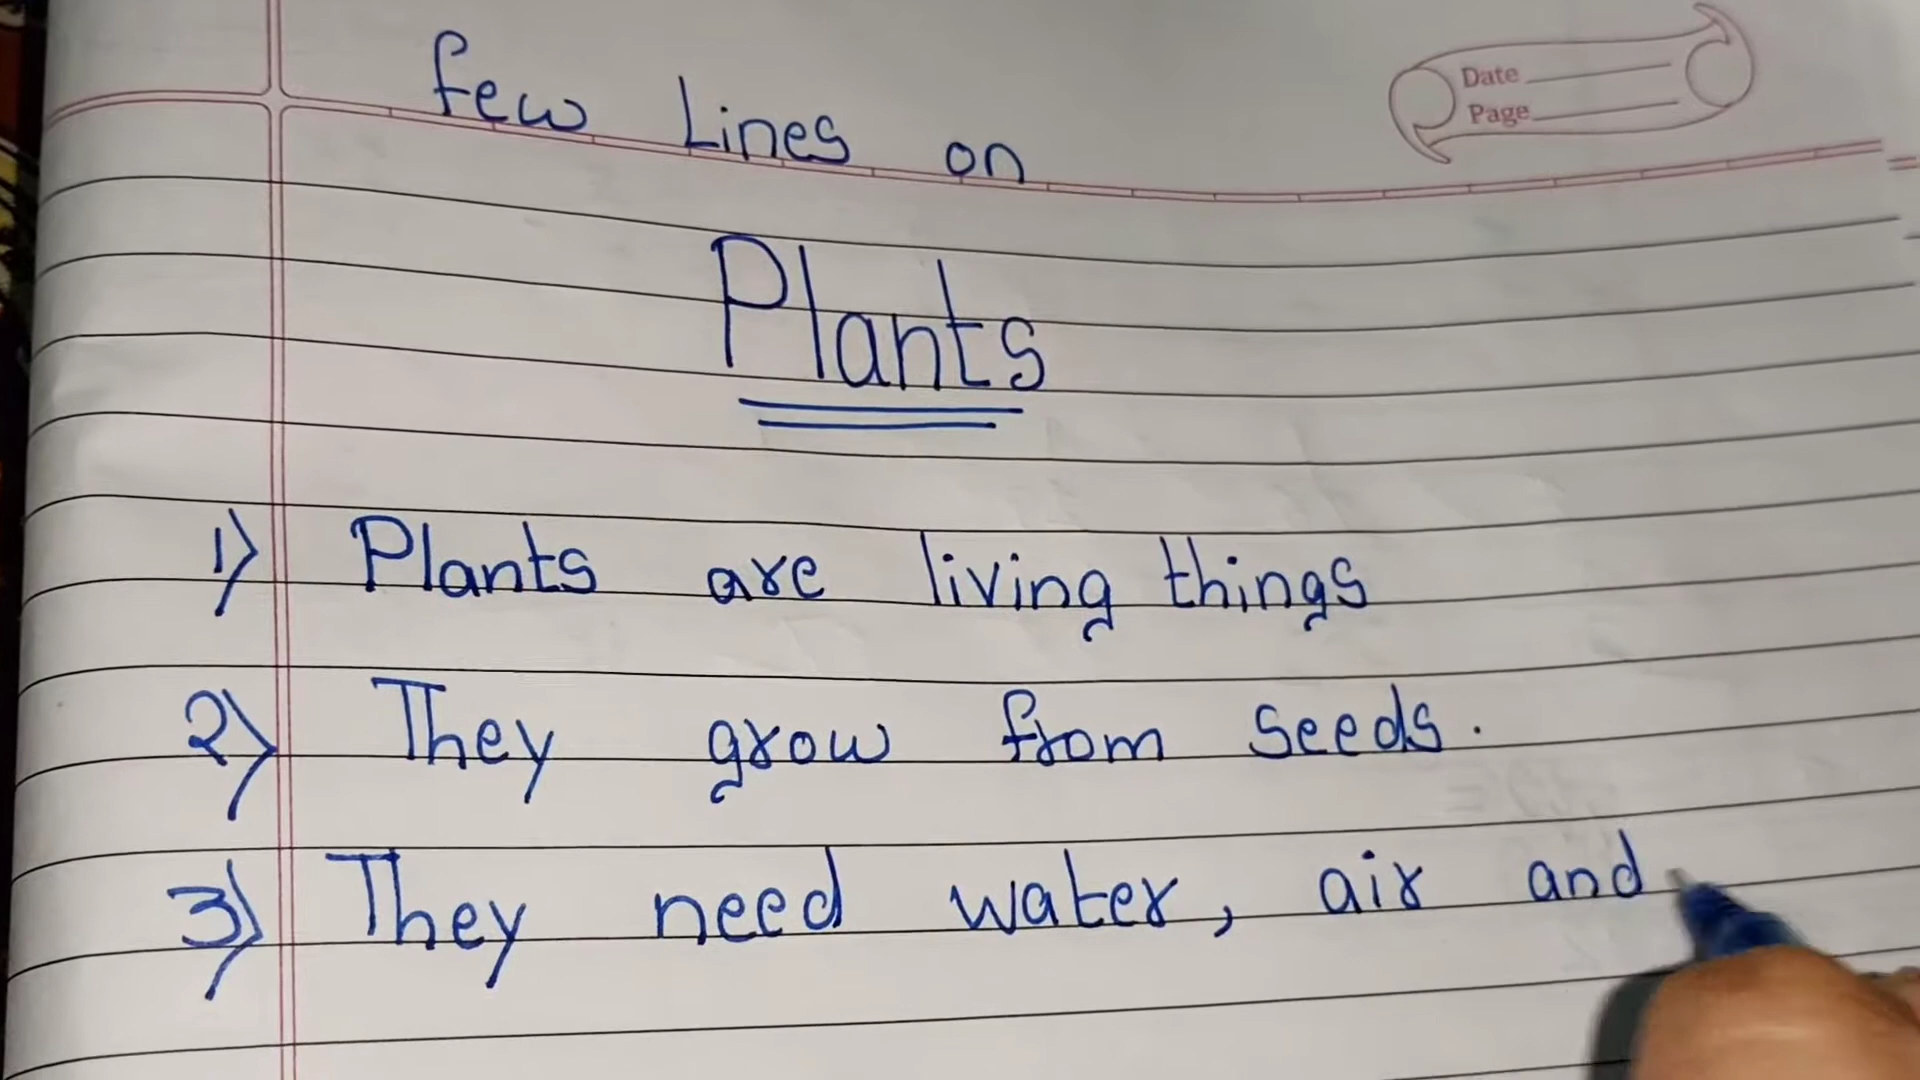 few Lines on
Date
Page
Plants
1) Plants are living things
2) They grow from seeds.
3) They need water, air and